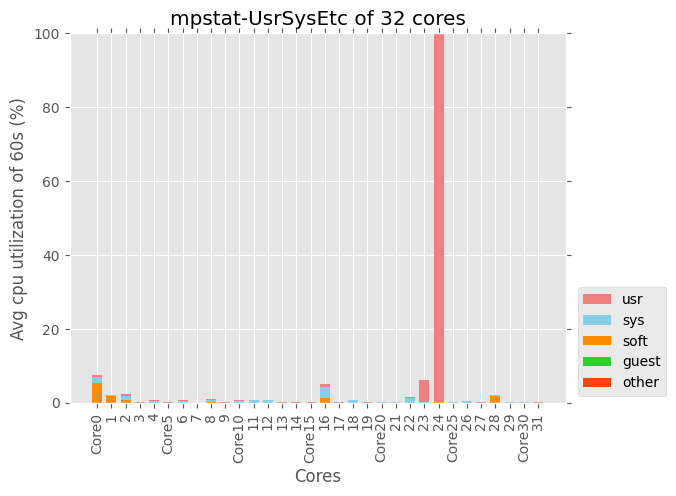 mpstat-UsrSysEtc of 32 cores
Avg cpu utilization of 60s (%)
100
80
60
40
20
0
Core0
1
2
3
4
Core5
6
7
8
9
Core10
11
12
13
14
Core15
16
17
18
19
Core20
21
22
23
24
Core25
26
27
28
29
Core30
31
Cores
usr
sys
soft
guest
other